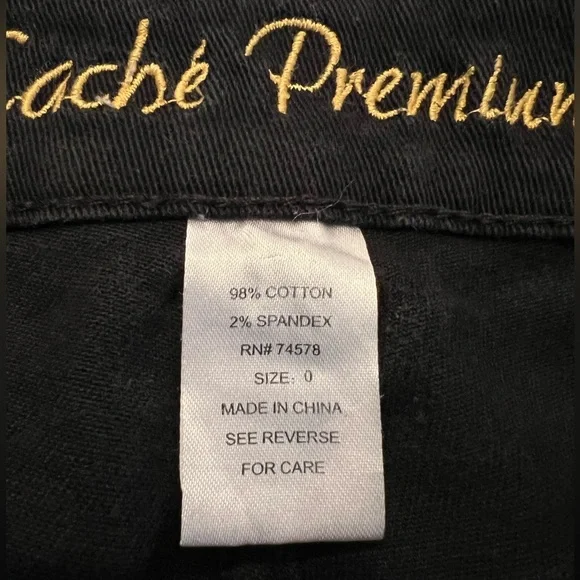 Caché Premium
98% COTTON
2% SPANDEX
RN# 74578
SIZE: 0
MADE IN CHINA
SEE REVERSE
FOR CARE